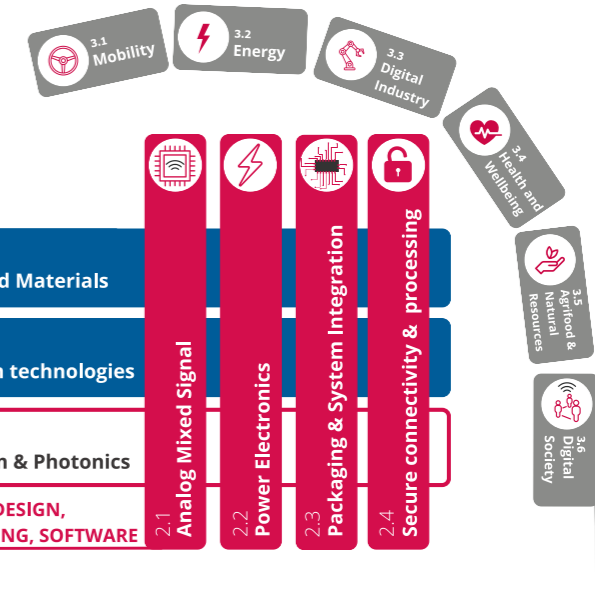 3.1
Mobility
3.2
Energy
3.3
Digital
Industry
3.4
Health and
Wellbeing
3.5
Agrifood &
Natural
Resources
3.6
Digital
Society
2.1
Analog Mixed Signal
2.2
Power Electronics
2.3
Packaging & System Integration
2.4
Secure connectivity & processing
d Materials
technologies
& Photonics
DESIGN,
NG, SOFTWARE